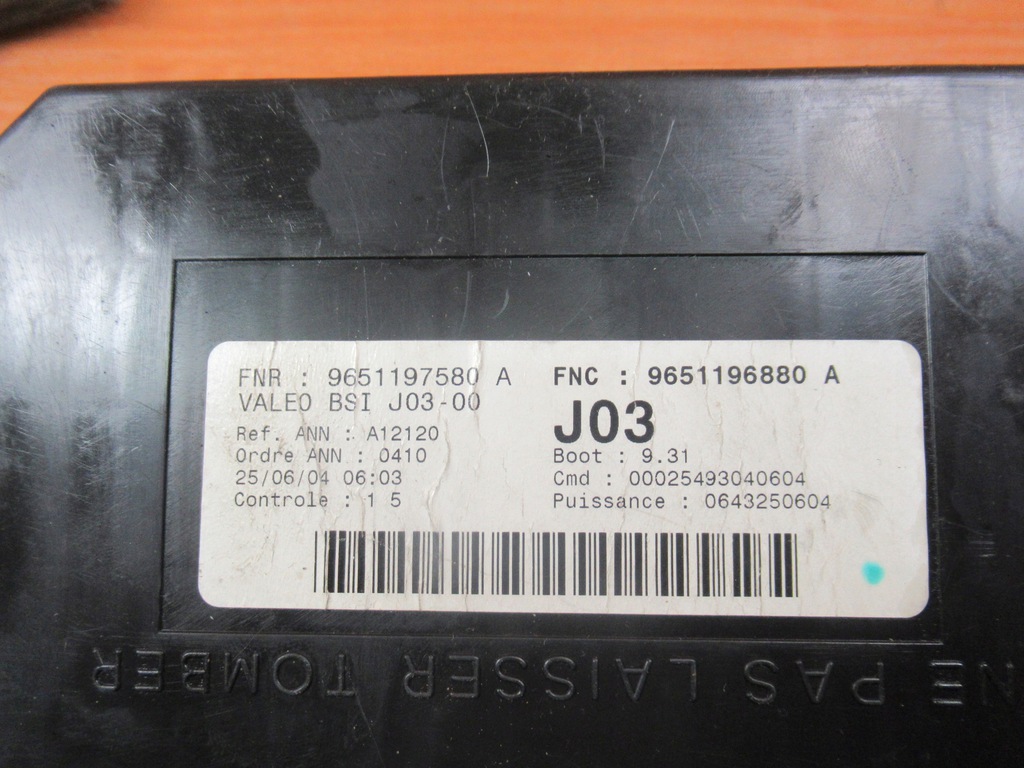 FNR : 9651197580 A
VALEO BSI J03-00
Ref. ANN : A12120
Ordre ANN : 0410
25/06/04 06:03
Controle : 1 5
FNC : 9651196880 A
J03
Boot : 9.31
Cmd : 00025493040604
Puissance : 0643250604
NE PAS LAISSER TOMBER